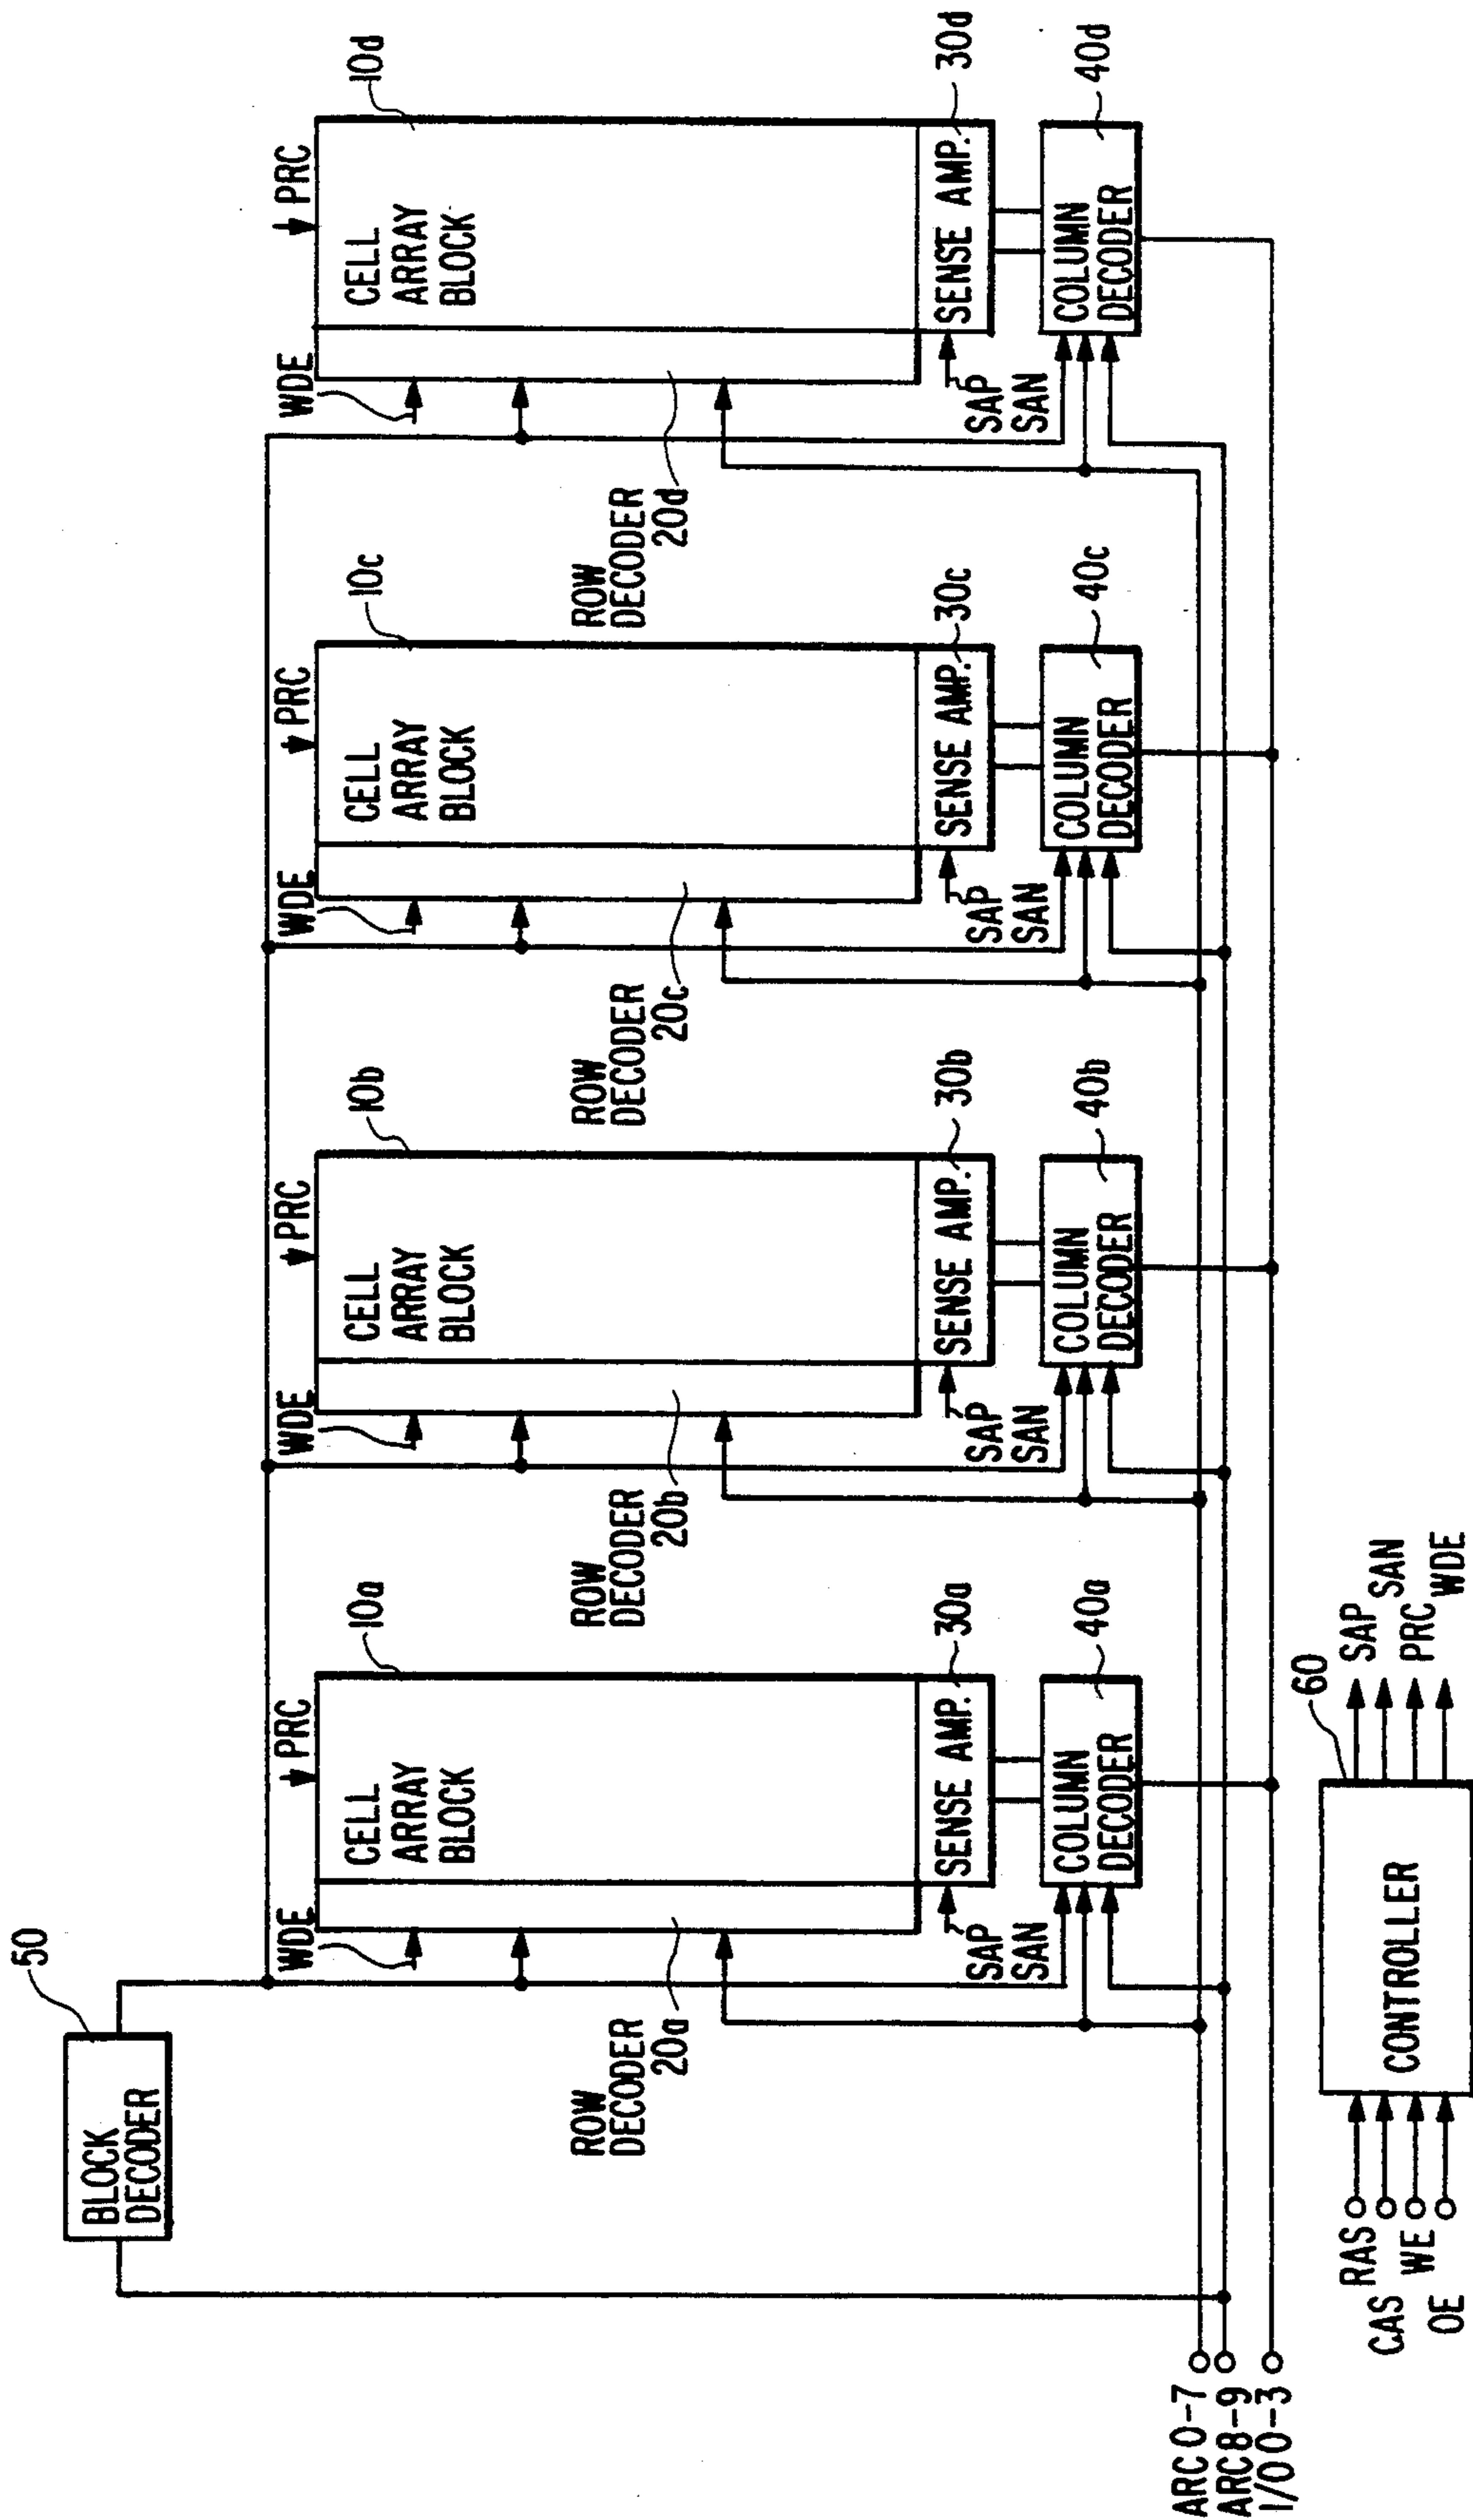 50
BLOCK
DECODER
WDE
PRC
CELL
ARRAY
BLOCK
10a
ROW
DECODER
20a
SENSE AMP.
30a
SAP
SAN
COLUMN
DECODER
40a
WDE
PRC
CELL
ARRAY
BLOCK
10b
ROW
DECODER
20b
SENSE AMP.
30b
SAP
SAN
COLUMN
DECODER
40b
WDE
PRC
CELL
ARRAY
BLOCK
10c
ROW
DECODER
20c
SENSE AMP.
30c
SAP
SAN
COLUMN
DECODER
40c
WDE
PRC
CELL
ARRAY
BLOCK
10d
ROW
DECODER
20d
SENSE AMP.
30d
SAP
SAN
COLUMN
DECODER
40d
ARC 0-7
ARC8-9
I/O 0-3
RAS
CAS
WE
OE
CONTROLLER
60
SAP
SAN
PRC
WDE